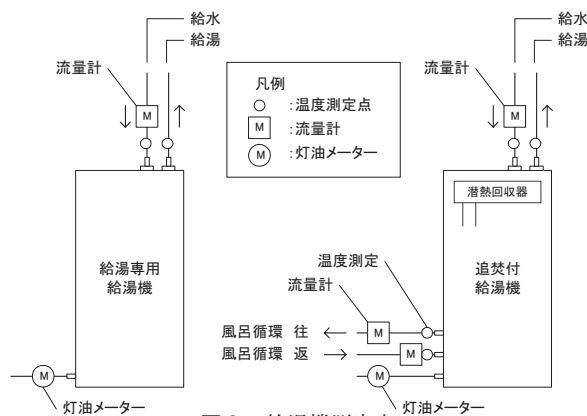 給水
給湯
流量計
M
給湯専用
給湯機
M
灯油メーター
凡例
:温度測定点
M :流量計
M :灯油メーター
給水
給湯
流量計
M
潜熱回収器
追焚付
給湯機
温度測定
流量計
風呂循環 往
M
風呂循環 返
M
M
灯油メーター